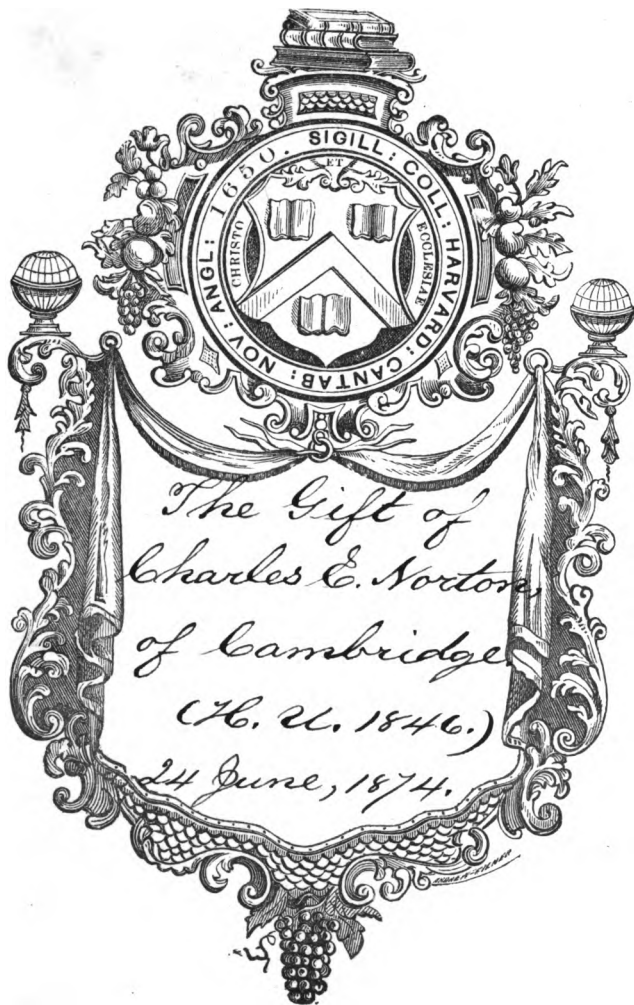 SIGILL: COLL: HARVARD: CANTAB: NOV: ANGL: 1650.
CHRISTO ET ECCLESIAE
The Gift of
Charles E. Norton,
of Cambridge
(H. U. 1846.)
24 June, 1874.